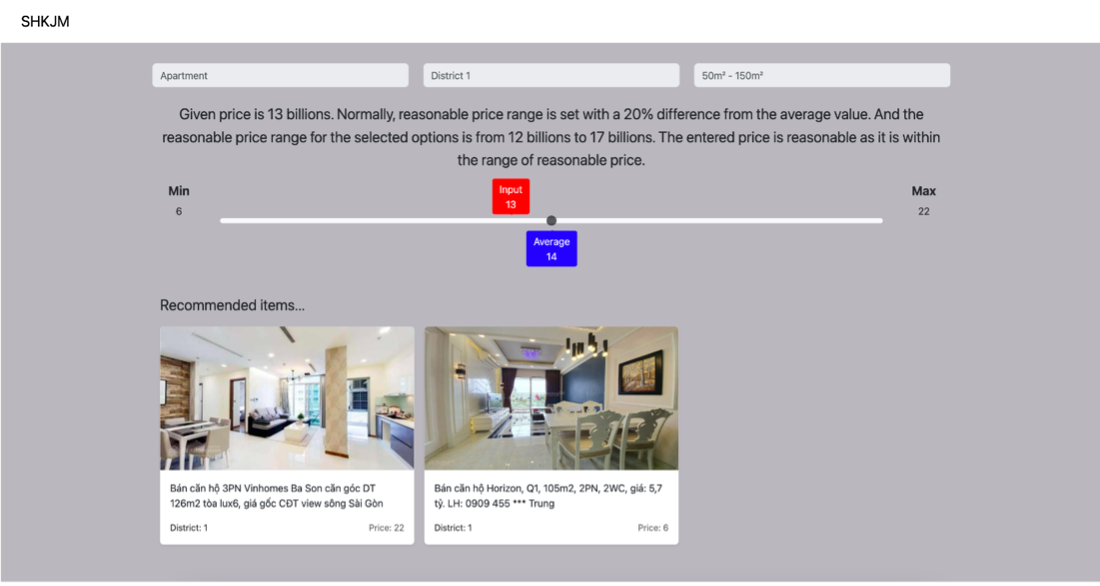 SHKJM
Apartment
District 1
50m² - 150m²
Given price is 13 billions. Normally, reasonable price range is set with a 20% difference from the average value. And the
reasonable price range for the selected options is from 12 billions to 17 billions. The entered price is reasonable as it is within
the range of reasonable price.
Min
6
Input
13
Max
22
Average
14
Recommended items...
Bán căn hộ 3PN Vinhomes Ba Son căn góc DT
126m2 tòa lux6, giá gốc CĐT view sông Sài Gòn
District: 1
Price: 22
Bán căn hộ Horizon, Q1, 105m2, 2PN, 2WC, giá: 5,7
tỷ. LH: 0909 455 *** Trung
District: 1
Price: 6